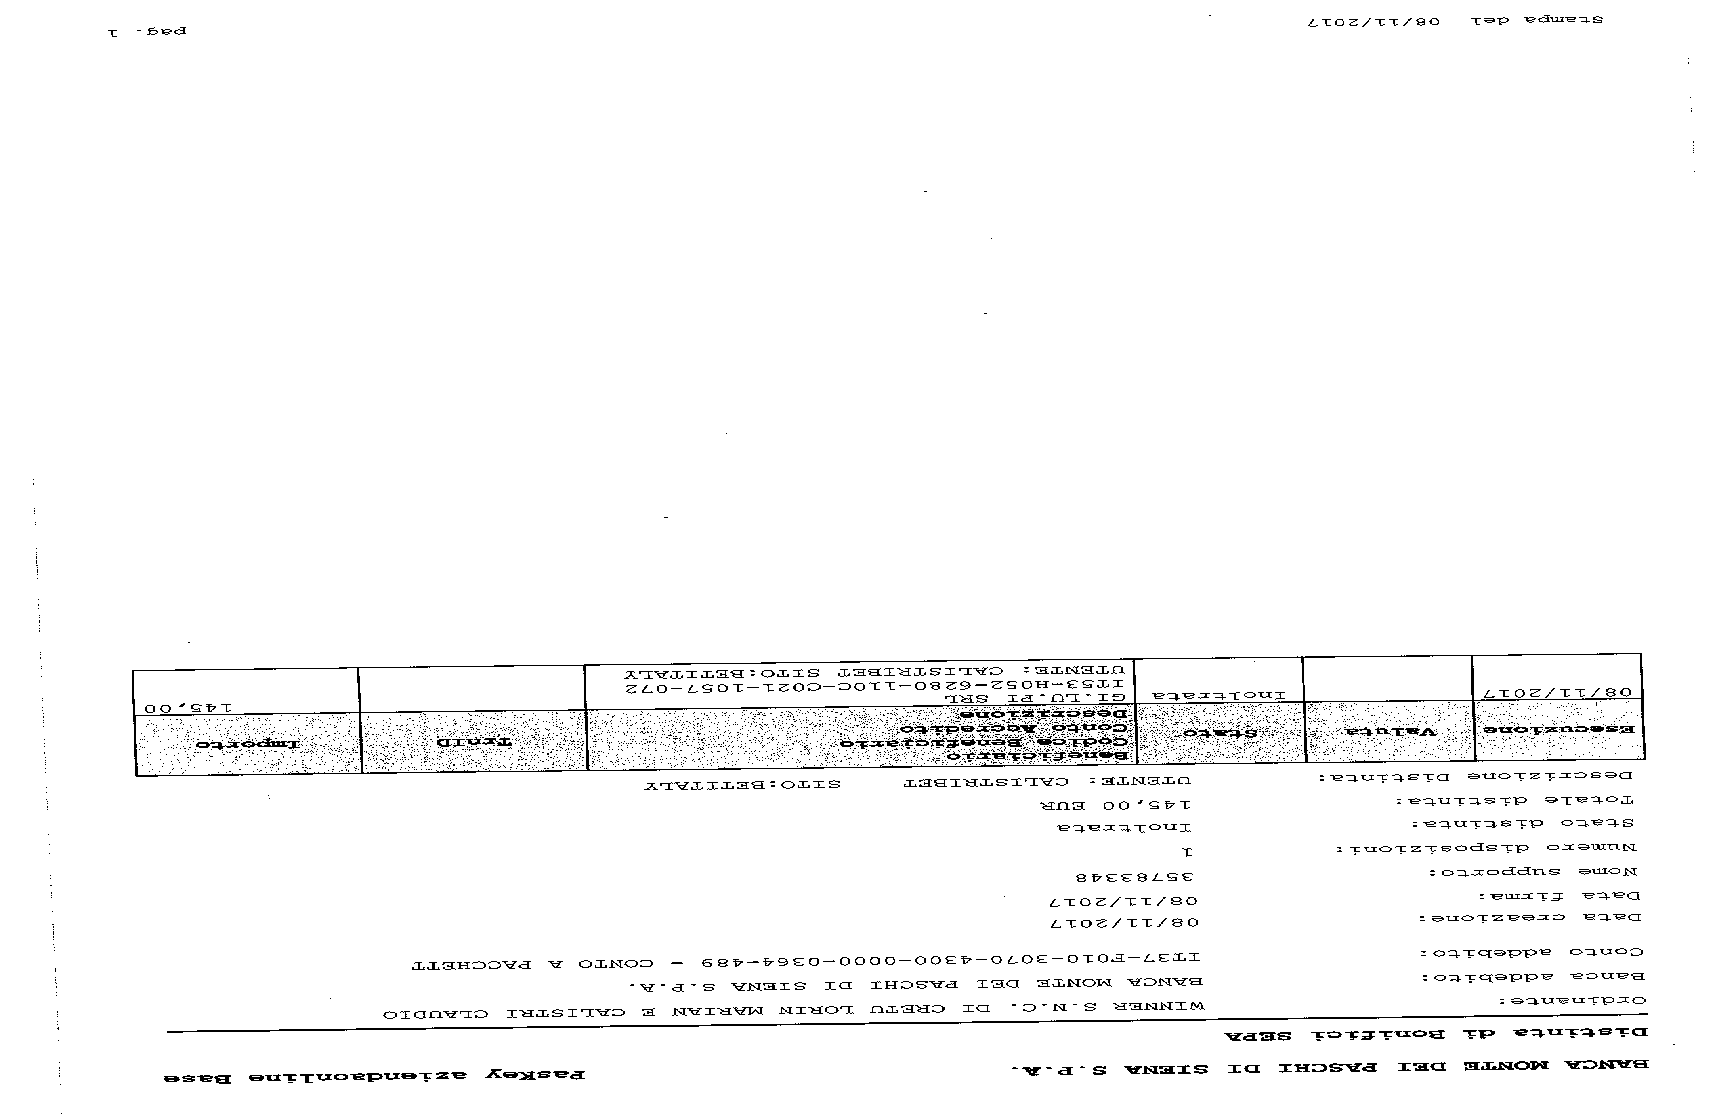 BANCA MONTE DEI PASCHI DI SIENA S.P.A. PasKey aziendaonline Base
Distinta di Bonifici SEPA
Ordinante: WINNER S.N.C. DI CRETU LORIN MARIAN E CALISTRI CLAUDIO
Banca addebito: BANCA MONTE DEI PASCHI DI SIENA S.P.A.
Conto addebito: IT37-F010-3070-4300-0000-0364-489 - CONTO A PACCHETT
Data creazione: 08/11/2017
Data firma: 08/11/2017
Nome supporto: 35783348
Numero disposizioni: 1
Stato distinta: Inoltrata
Totale distinta: 145,00 EUR
Descrizione Distinta: UTENTE: CALISTRIBET SITO:BETITALY
Esecuzione Valuta Stato Beneficiario TrnID Importo
Codice Beneficiario
Conto Accredito
Descrizione
08/11/2017 Inoltrata GI.LU.PI SRL 145,00
IT53-H052-6280-110C-C021-1057-072
UTENTE: CALISTRIBET SITO:BETITALY
Stampa del 08/11/2017 pag. 1